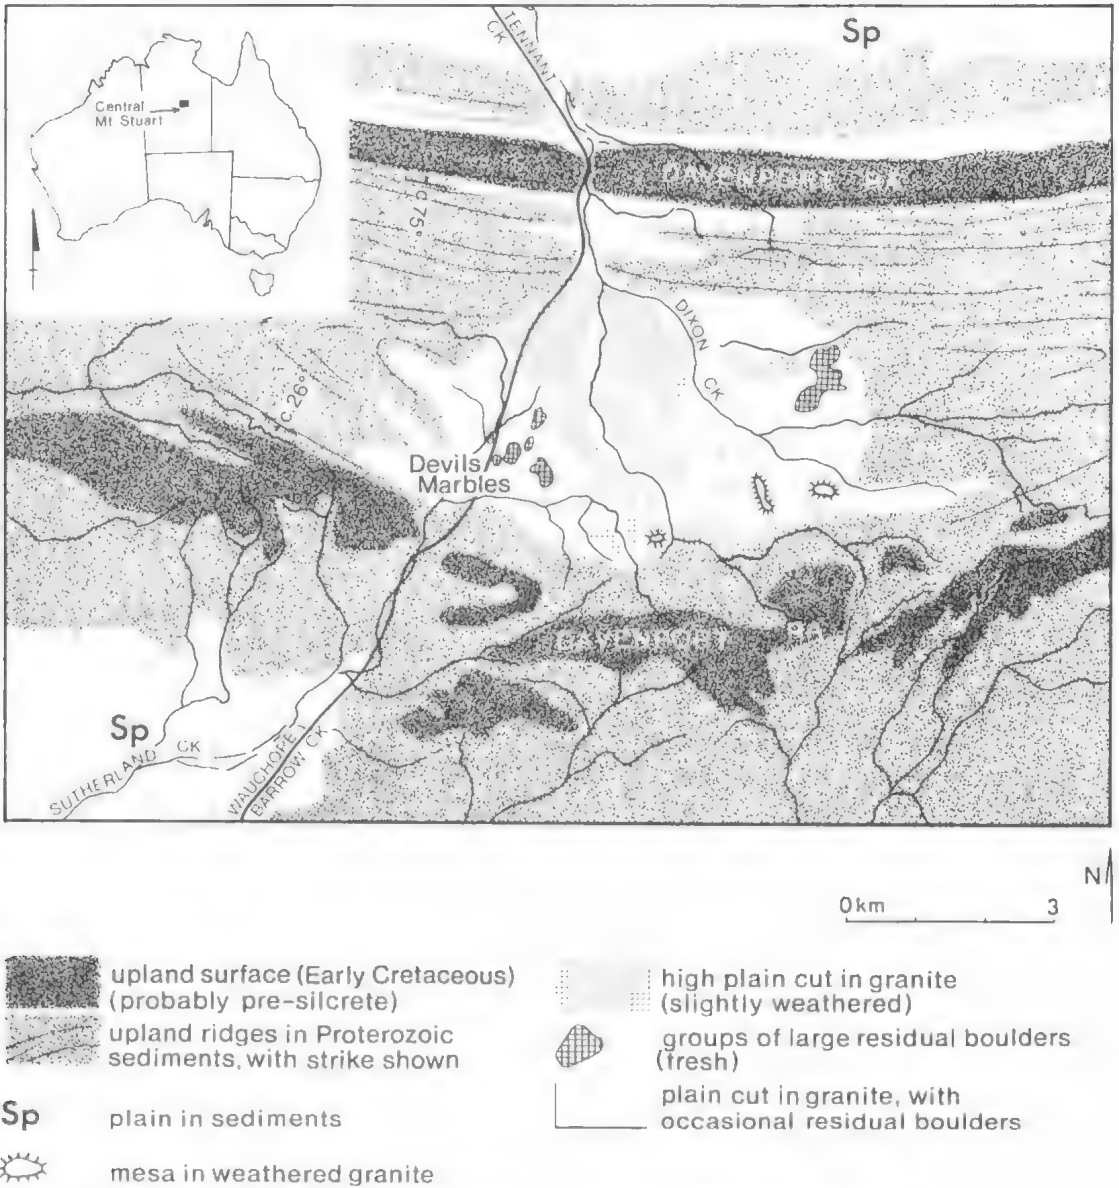 Sp
TENNANT
CK
Central
Mt Stuart
DAVENPORT RA
c.75°
DIXON
CK
c.26°
Devils
Marbles
DAVENPORT RA
Sp
SUTHERLAND CK
WAUCHOPE
BARROW CK
N
0km 3
upland surface (Early Cretaceous)
(probably pre-silcrete)
upland ridges in Proterozoic
sediments, with strike shown
Sp plain in sediments
mesa in weathered granite
high plain cut in granite
(slightly weathered)
groups of large residual boulders
(fresh)
plain cut in granite, with
occasional residual boulders